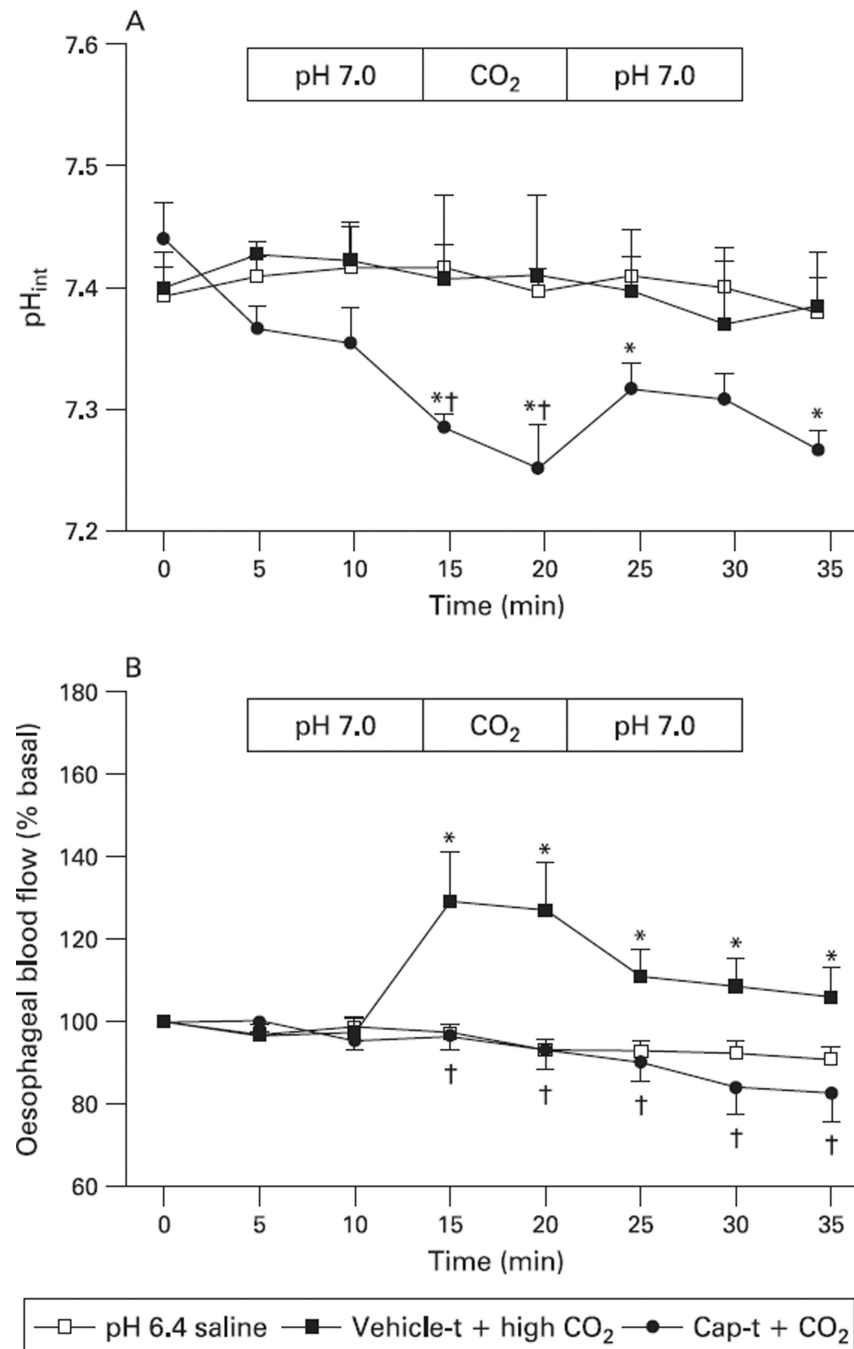 A
7.6
7.5
7.4
7.3
7.2
pH_int
pH 7.0 CO₂ pH 7.0
*† *† * *
0 5 10 15 20 25 30 35
Time (min)
B
180
160
140
120
100
80
60
Oesophageal blood flow (% basal)
pH 7.0 CO₂ pH 7.0
* * * * *
† † † † †
0 5 10 15 20 25 30 35
Time (min)
pH 6.4 saline Vehicle-t + high CO₂ Cap-t + CO₂